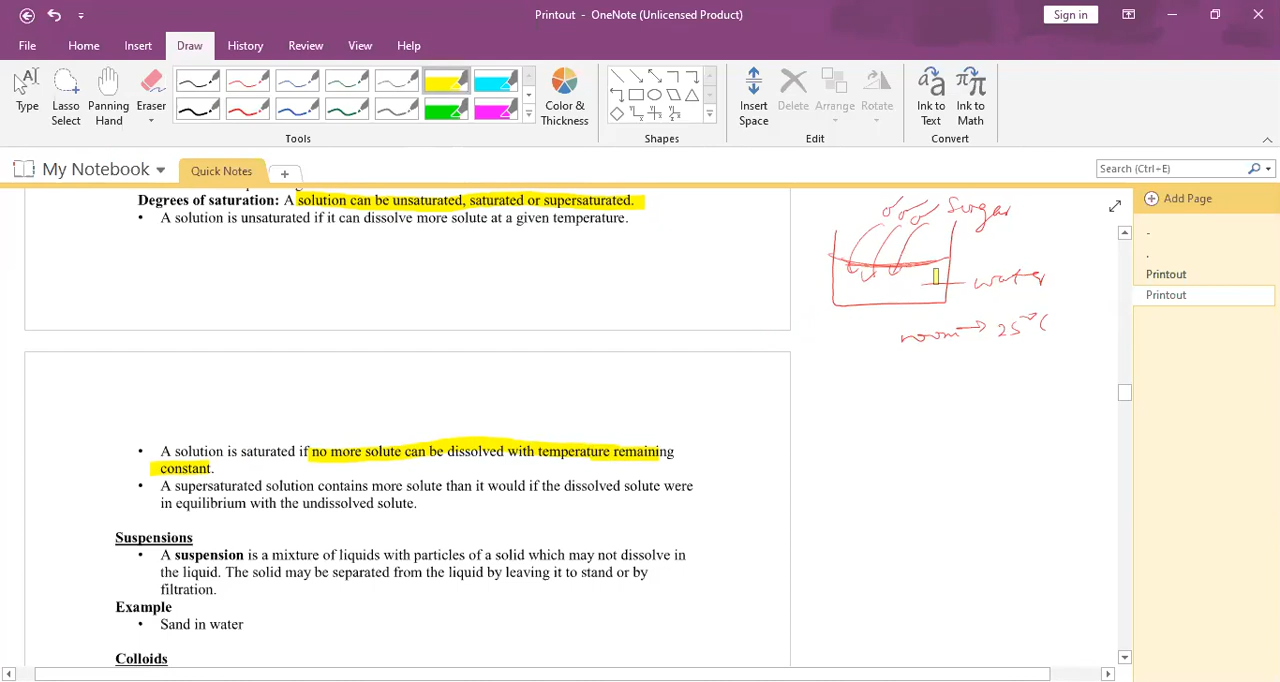 Printout - OneNote (Unlicensed Product)
Sign in
File Home Insert Draw History Review View Help
Type
Lasso Select
Panning Hand
Eraser
Color & Thickness
Insert Space
Delete
Arrange
Rotate
Ink to Text
Ink to Math
Tools
Shapes
Edit
Convert
My Notebook
Quick Notes
Search (Ctrl+E)
Add Page
-
.
Printout
Printout
Degrees of saturation: A solution can be unsaturated, saturated or supersaturated.
• A solution is unsaturated if it can dissolve more solute at a given temperature.
Sugar
water
room → 25°C
• A solution is saturated if no more solute can be dissolved with temperature remaining
constant.
• A supersaturated solution contains more solute than it would if the dissolved solute were
in equilibrium with the undissolved solute.
Suspensions
• A suspension is a mixture of liquids with particles of a solid which may not dissolve in
the liquid. The solid may be separated from the liquid by leaving it to stand or by
filtration.
Example
• Sand in water
Colloids